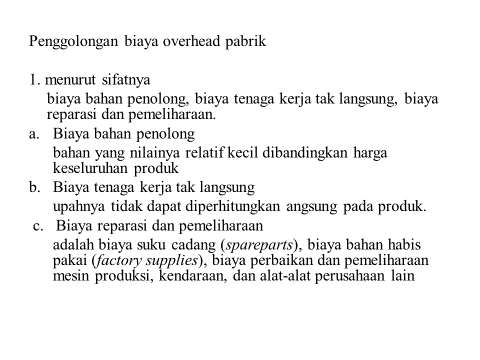 Penggolongan biaya overhead pabrik
1. menurut sifatnya
biaya bahan penolong, biaya tenaga kerja tak langsung, biaya
reparasi dan pemeliharaan.
a. Biaya bahan penolong
bahan yang nilainya relatif kecil dibandingkan harga
keseluruhan produk
b. Biaya tenaga kerja tak langsung
upahnya tidak dapat diperhitungkan angsung pada produk.
c. Biaya reparasi dan pemeliharaan
adalah biaya suku cadang (spareparts), biaya bahan habis
pakai (factory supplies), biaya perbaikan dan pemeliharaan
mesin produksi, kendaraan, dan alat-alat perusahaan lain